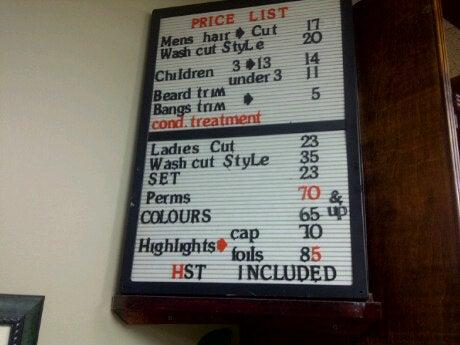 PRICE LIST
Mens hair Cut 17
Wash cut Style 20
Children 3 13 14
under 3 11
Beard trim
Bangs trim 5
cond. treatment
Ladies Cut 23
Wash cut Style 35
SET 23
Perms 70 & up
COLOURS 65
Highlights cap 70
foils 85
HST INCLUDED